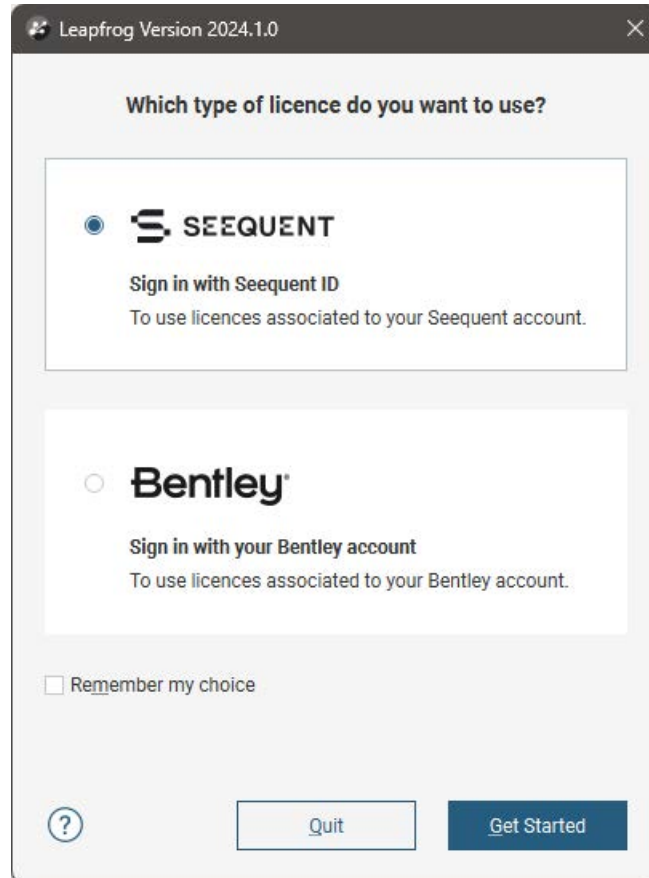 Leapfrog Version 2024.1.0
Which type of licence do you want to use?
SEEQUENT
Sign in with Seequent ID
To use licences associated to your Seequent account.
Bentley®
Sign in with your Bentley account
To use licences associated to your Bentley account.
Remember my choice
? Quit Get Started